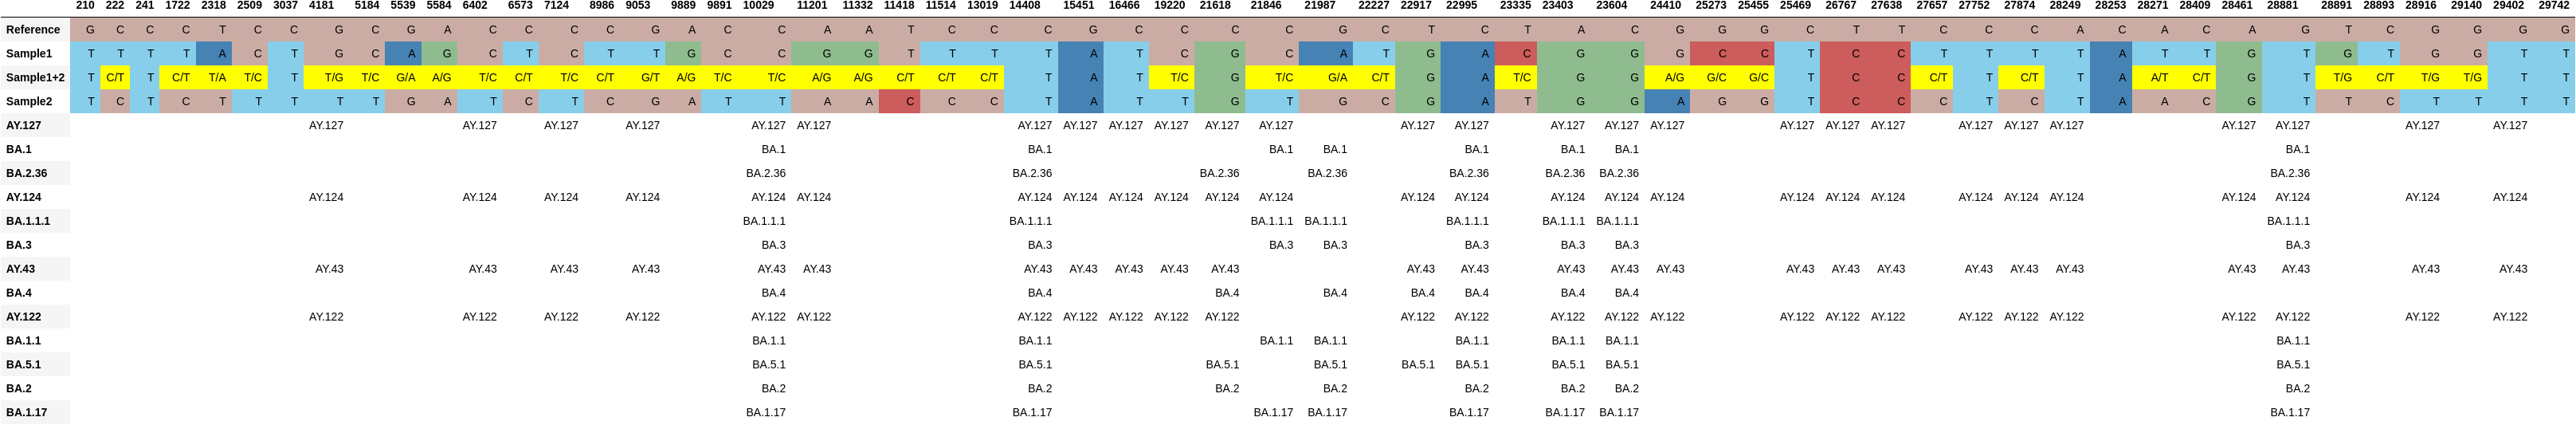 210 222 241 1722 2318 2509 3037 4181 5184 5539 5584 6402 6573 7124 8986 9053 9889 9891 10029 11201 11332 11418 11514 13019 14408 15451 16466 19220 21618 21846 21987 22227 22917 22995 23335 23403 23604 24410 25273 25455 25469 26767 27638 27657 27752 27874 28249 28253 28271 28409 28461 28881 28891 28893 28916 29140 29402 29742
Reference G C C C T C C G C G A C C C C G A C C A A T C C C G C C C C G C T C T A C G G G C T T C C C A C A C A G T C G G G G
Sample1 T T T T A C T G C A G C T C T T G C C G G T T T T A T C G C A T G A C G G G C C T C C T T T T A T T G T G T G G T T
Sample1+2 T C/T T C/T T/A T/C T T/G T/C G/A A/G T/C C/T T/C C/T G/T A/G T/C T/C A/G A/G C/T C/T C/T T A T T/C G T/C G/A C/T G A T/C G G A/G G/C G/C T C C C/T T C/T T A A/T C/T G T T/G C/T T/G T/G T T
Sample2 T C T C T T T T T G A T C T C G A T T A A C C C T A T T G T G C G A T G G A G G T C C C T C T A A C G T T C T T T T
AY.127 AY.127 AY.127 AY.127 AY.127 AY.127 AY.127 AY.127 AY.127 AY.127 AY.127 AY.127 AY.127 AY.127 AY.127 AY.127 AY.127 AY.127 AY.127 AY.127 AY.127 AY.127 AY.127 AY.127 AY.127 AY.127 AY.127 AY.127
BA.1 BA.1 BA.1 BA.1 BA.1 BA.1 BA.1 BA.1 BA.1
BA.2.36 BA.2.36 BA.2.36 BA.2.36 BA.2.36 BA.2.36 BA.2.36 BA.2.36 BA.2.36
AY.124 AY.124 AY.124 AY.124 AY.124 AY.124 AY.124 AY.124 AY.124 AY.124 AY.124 AY.124 AY.124 AY.124 AY.124 AY.124 AY.124 AY.124 AY.124 AY.124 AY.124 AY.124 AY.124 AY.124 AY.124 AY.124 AY.124 AY.124
BA.1.1.1 BA.1.1.1 BA.1.1.1 BA.1.1.1 BA.1.1.1 BA.1.1.1 BA.1.1.1 BA.1.1.1 BA.1.1.1
BA.3 BA.3 BA.3 BA.3 BA.3 BA.3 BA.3 BA.3 BA.3
AY.43 AY.43 AY.43 AY.43 AY.43 AY.43 AY.43 AY.43 AY.43 AY.43 AY.43 AY.43 AY.43 AY.43 AY.43 AY.43 AY.43 AY.43 AY.43 AY.43 AY.43 AY.43 AY.43 AY.43 AY.43 AY.43 AY.43
BA.4 BA.4 BA.4 BA.4 BA.4 BA.4 BA.4 BA.4 BA.4
AY.122 AY.122 AY.122 AY.122 AY.122 AY.122 AY.122 AY.122 AY.122 AY.122 AY.122 AY.122 AY.122 AY.122 AY.122 AY.122 AY.122 AY.122 AY.122 AY.122 AY.122 AY.122 AY.122 AY.122 AY.122 AY.122 AY.122
BA.1.1 BA.1.1 BA.1.1 BA.1.1 BA.1.1 BA.1.1 BA.1.1 BA.1.1 BA.1.1
BA.5.1 BA.5.1 BA.5.1 BA.5.1 BA.5.1 BA.5.1 BA.5.1 BA.5.1 BA.5.1 BA.5.1
BA.2 BA.2 BA.2 BA.2 BA.2 BA.2 BA.2 BA.2 BA.2
BA.1.17 BA.1.17 BA.1.17 BA.1.17 BA.1.17 BA.1.17 BA.1.17 BA.1.17 BA.1.17